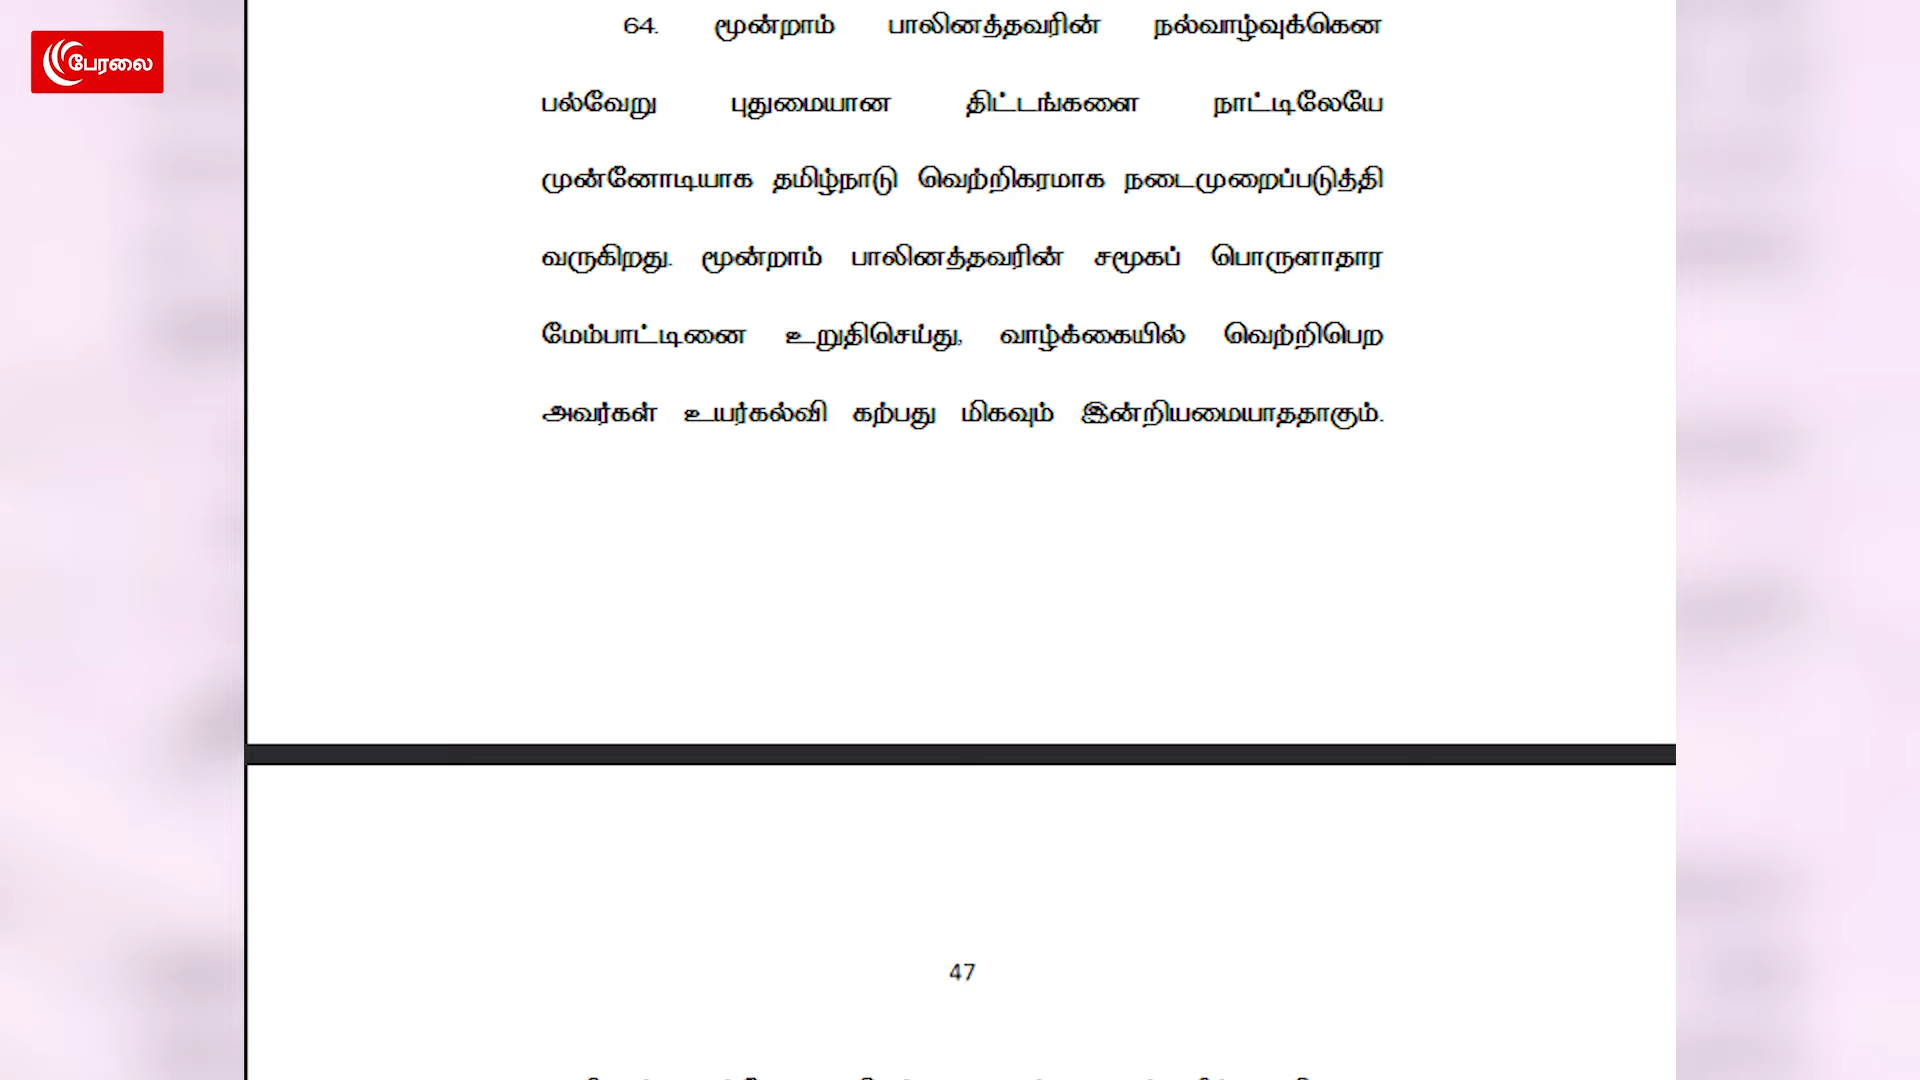 பேரலை
64. மூன்றாம் பாலினத்தவரின் நல்வாழ்வுக்கென
பல்வேறு புதுமையான திட்டங்களை நாட்டிலேயே
முன்னோடியாக தமிழ்நாடு வெற்றிகரமாக நடைமுறைப்படுத்தி
வருகிறது. மூன்றாம் பாலினத்தவரின் சமூகப் பொருளாதார
மேம்பாட்டினை உறுதிசெய்து, வாழ்க்கையில் வெற்றிபெற
அவர்கள் உயர்கல்வி கற்பது மிகவும் இன்றியமையாததாகும்.
47